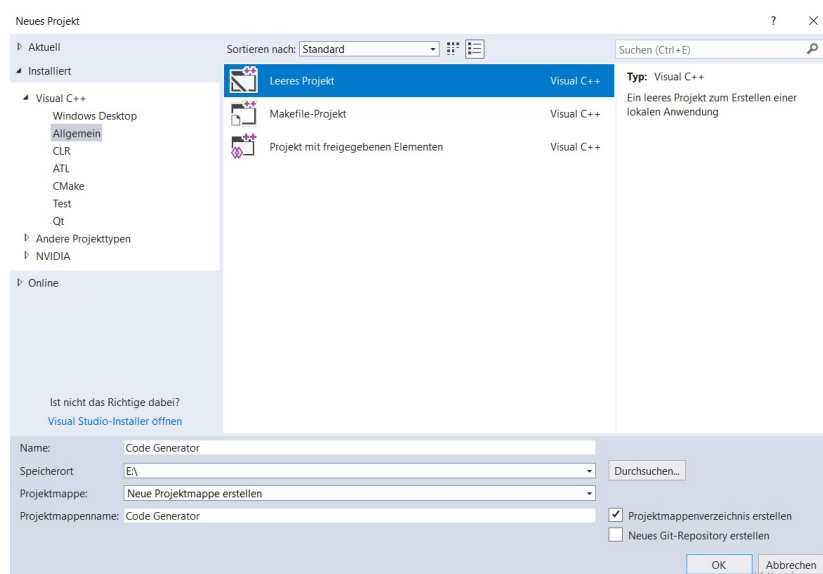 Neues Projekt
?
Aktuell
Installiert
Visual C++
Windows Desktop
Allgemein
CLR
ATL
CMake
Test
Qt
Andere Projekttypen
NVIDIA
Online
Ist nicht das Richtige dabei?
Visual Studio-Installer öffnen
Sortieren nach: Standard
Leeres Projekt Visual C++
Makefile-Projekt Visual C++
Projekt mit freigegebenen Elementen Visual C++
Suchen (Ctrl+E)
Typ: Visual C++
Ein leeres Projekt zum Erstellen einer
lokalen Anwendung
Name: Code Generator
Speicherort E:\ Durchsuchen...
Projektmappe: Neue Projektmappe erstellen
Projektmappenname: Code Generator
Projektmappenverzeichnis erstellen
Neues Git-Repository erstellen
OK Abbrechen